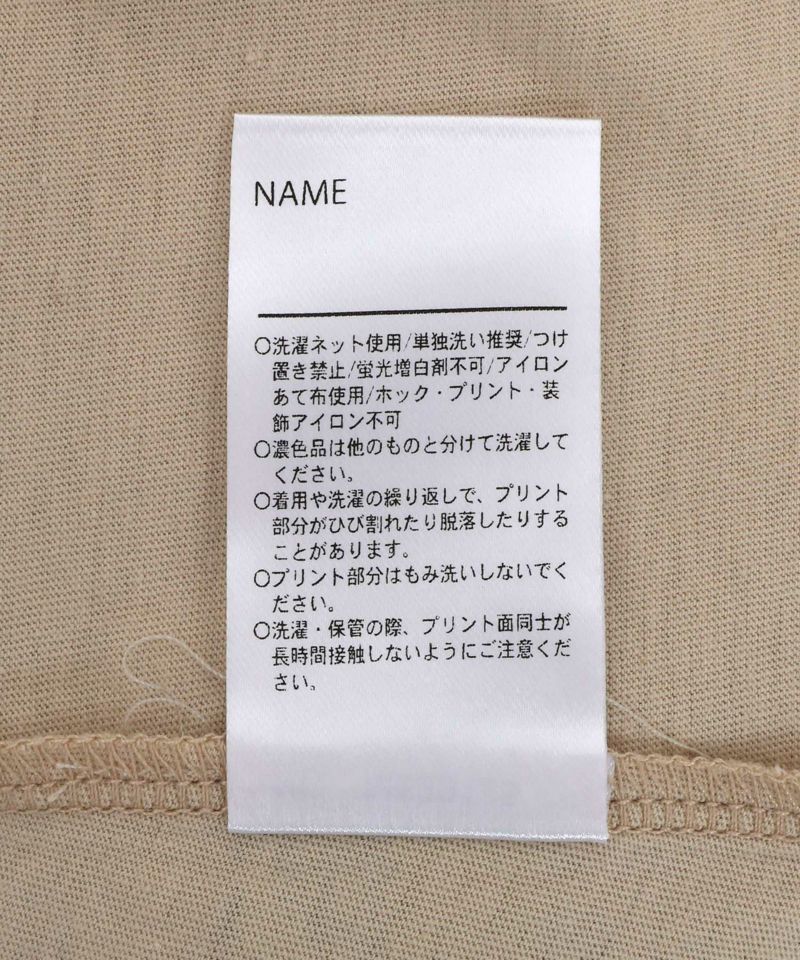 NAME
〇洗濯ネット使用/単独洗い推奨/つけ
置き禁止/蛍光増白剤不可/アイロン
あて布使用/ホック・プリント・装
飾アイロン不可
〇濃色品は他のものと分けて洗濯して
ください。
〇着用や洗濯の繰り返しで、プリント
部分がひび割れたり脱落したりする
ことがあります。
〇プリント部分はもみ洗いしないでく
ださい。
〇洗濯・保管の際、プリント面同士が
長時間接触しないようにご注意くだ
さい。